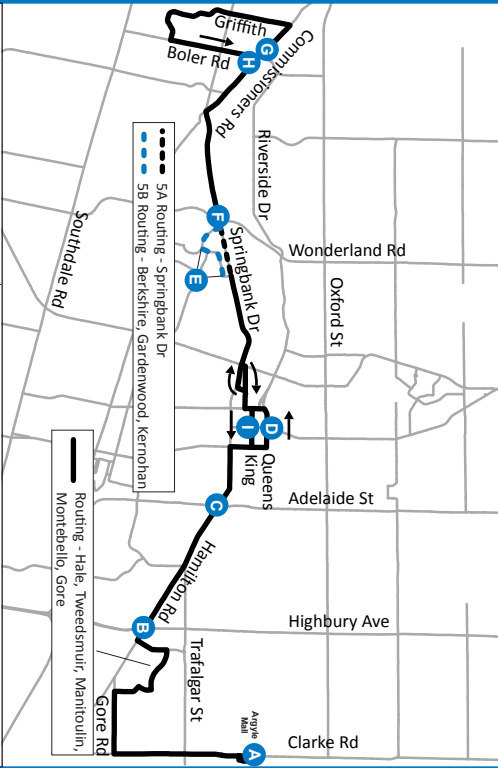 Griffith
Boler Rd
G
H
Commissioners Rd
Riverside Dr
Wonderland Rd
Oxford St
F
Springbank Dr
E
5A Routing - Springbank Dr
5B Routing - Berkshire, Gardenwood, Kernohan
Southdale Rd
D
I
Queens
King
Adelaide St
C
Hamilton Rd
Highbury Ave
B
Trafalgar St
Routing - Hale, Tweedsmuir, Manitoulin,
Montebello, Gore
Gore Rd
Argyle
Mall
A
Clarke Rd